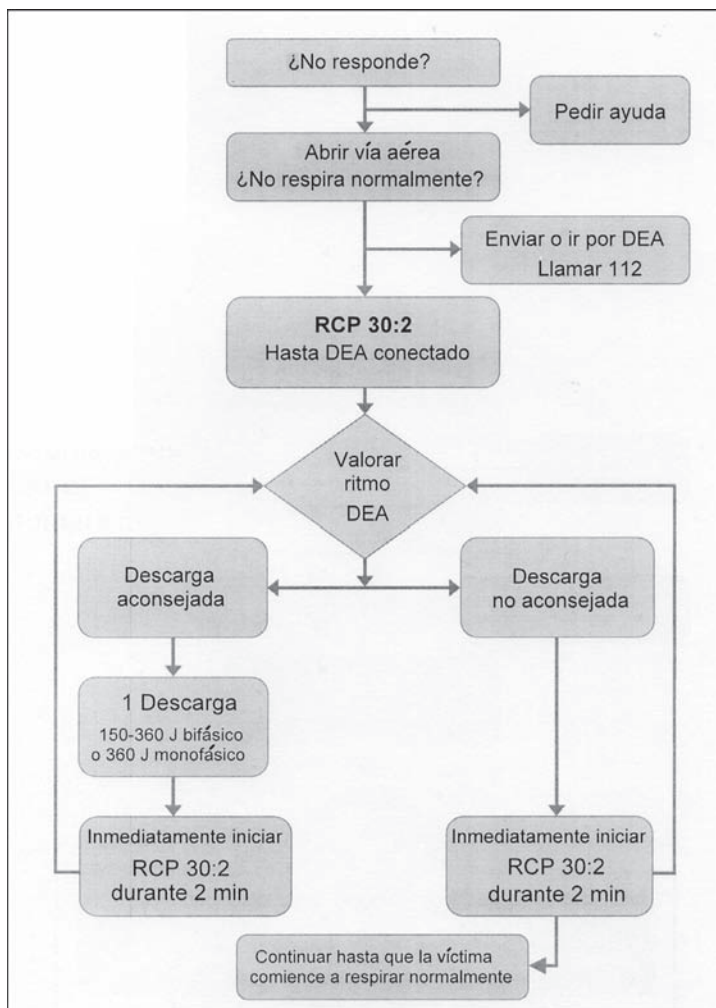 ¿No responde?
Pedir ayuda
Abrir vía aérea
¿No respira normalmente?
Enviar o ir por DEA
Llamar 112
RCP 30:2
Hasta DEA conectado
Valorar
ritmo
DEA
Descarga
aconsejada
Descarga
no aconsejada
1 Descarga
150-360 J bifásico
o 360 J monofásico
Inmediatamente iniciar
RCP 30:2
durante 2 min
Inmediatamente iniciar
RCP 30:2
durante 2 min
Continuar hasta que la víctima
comience a respirar normalmente